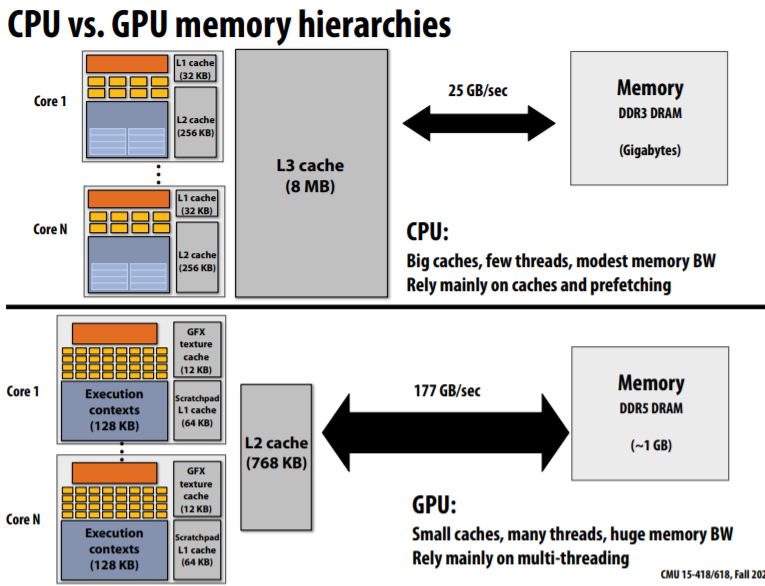 CPU vs. GPU memory hierarchies
Core 1
L1 cache
(32 KB)
L2 cache
(256 KB)
Core N
L1 cache
(32 KB)
L2 cache
(256 KB)
L3 cache
(8 MB)
25 GB/sec
Memory
DDR3 DRAM
(Gigabytes)
CPU:
Big caches, few threads, modest memory BW
Rely mainly on caches and prefetching
Core 1
GFX
texture
cache
(12 KB)
Execution
contexts
(128 KB)
Scratchpad
L1 cache
(64 KB)
Core N
GFX
texture
cache
(12 KB)
Execution
contexts
(128 KB)
Scratchpad
L1 cache
(64 KB)
L2 cache
(768 KB)
177 GB/sec
Memory
DDR5 DRAM
(~1 GB)
GPU:
Small caches, many threads, huge memory BW
Rely mainly on multi-threading
CMU 15-418/618, Fall 202